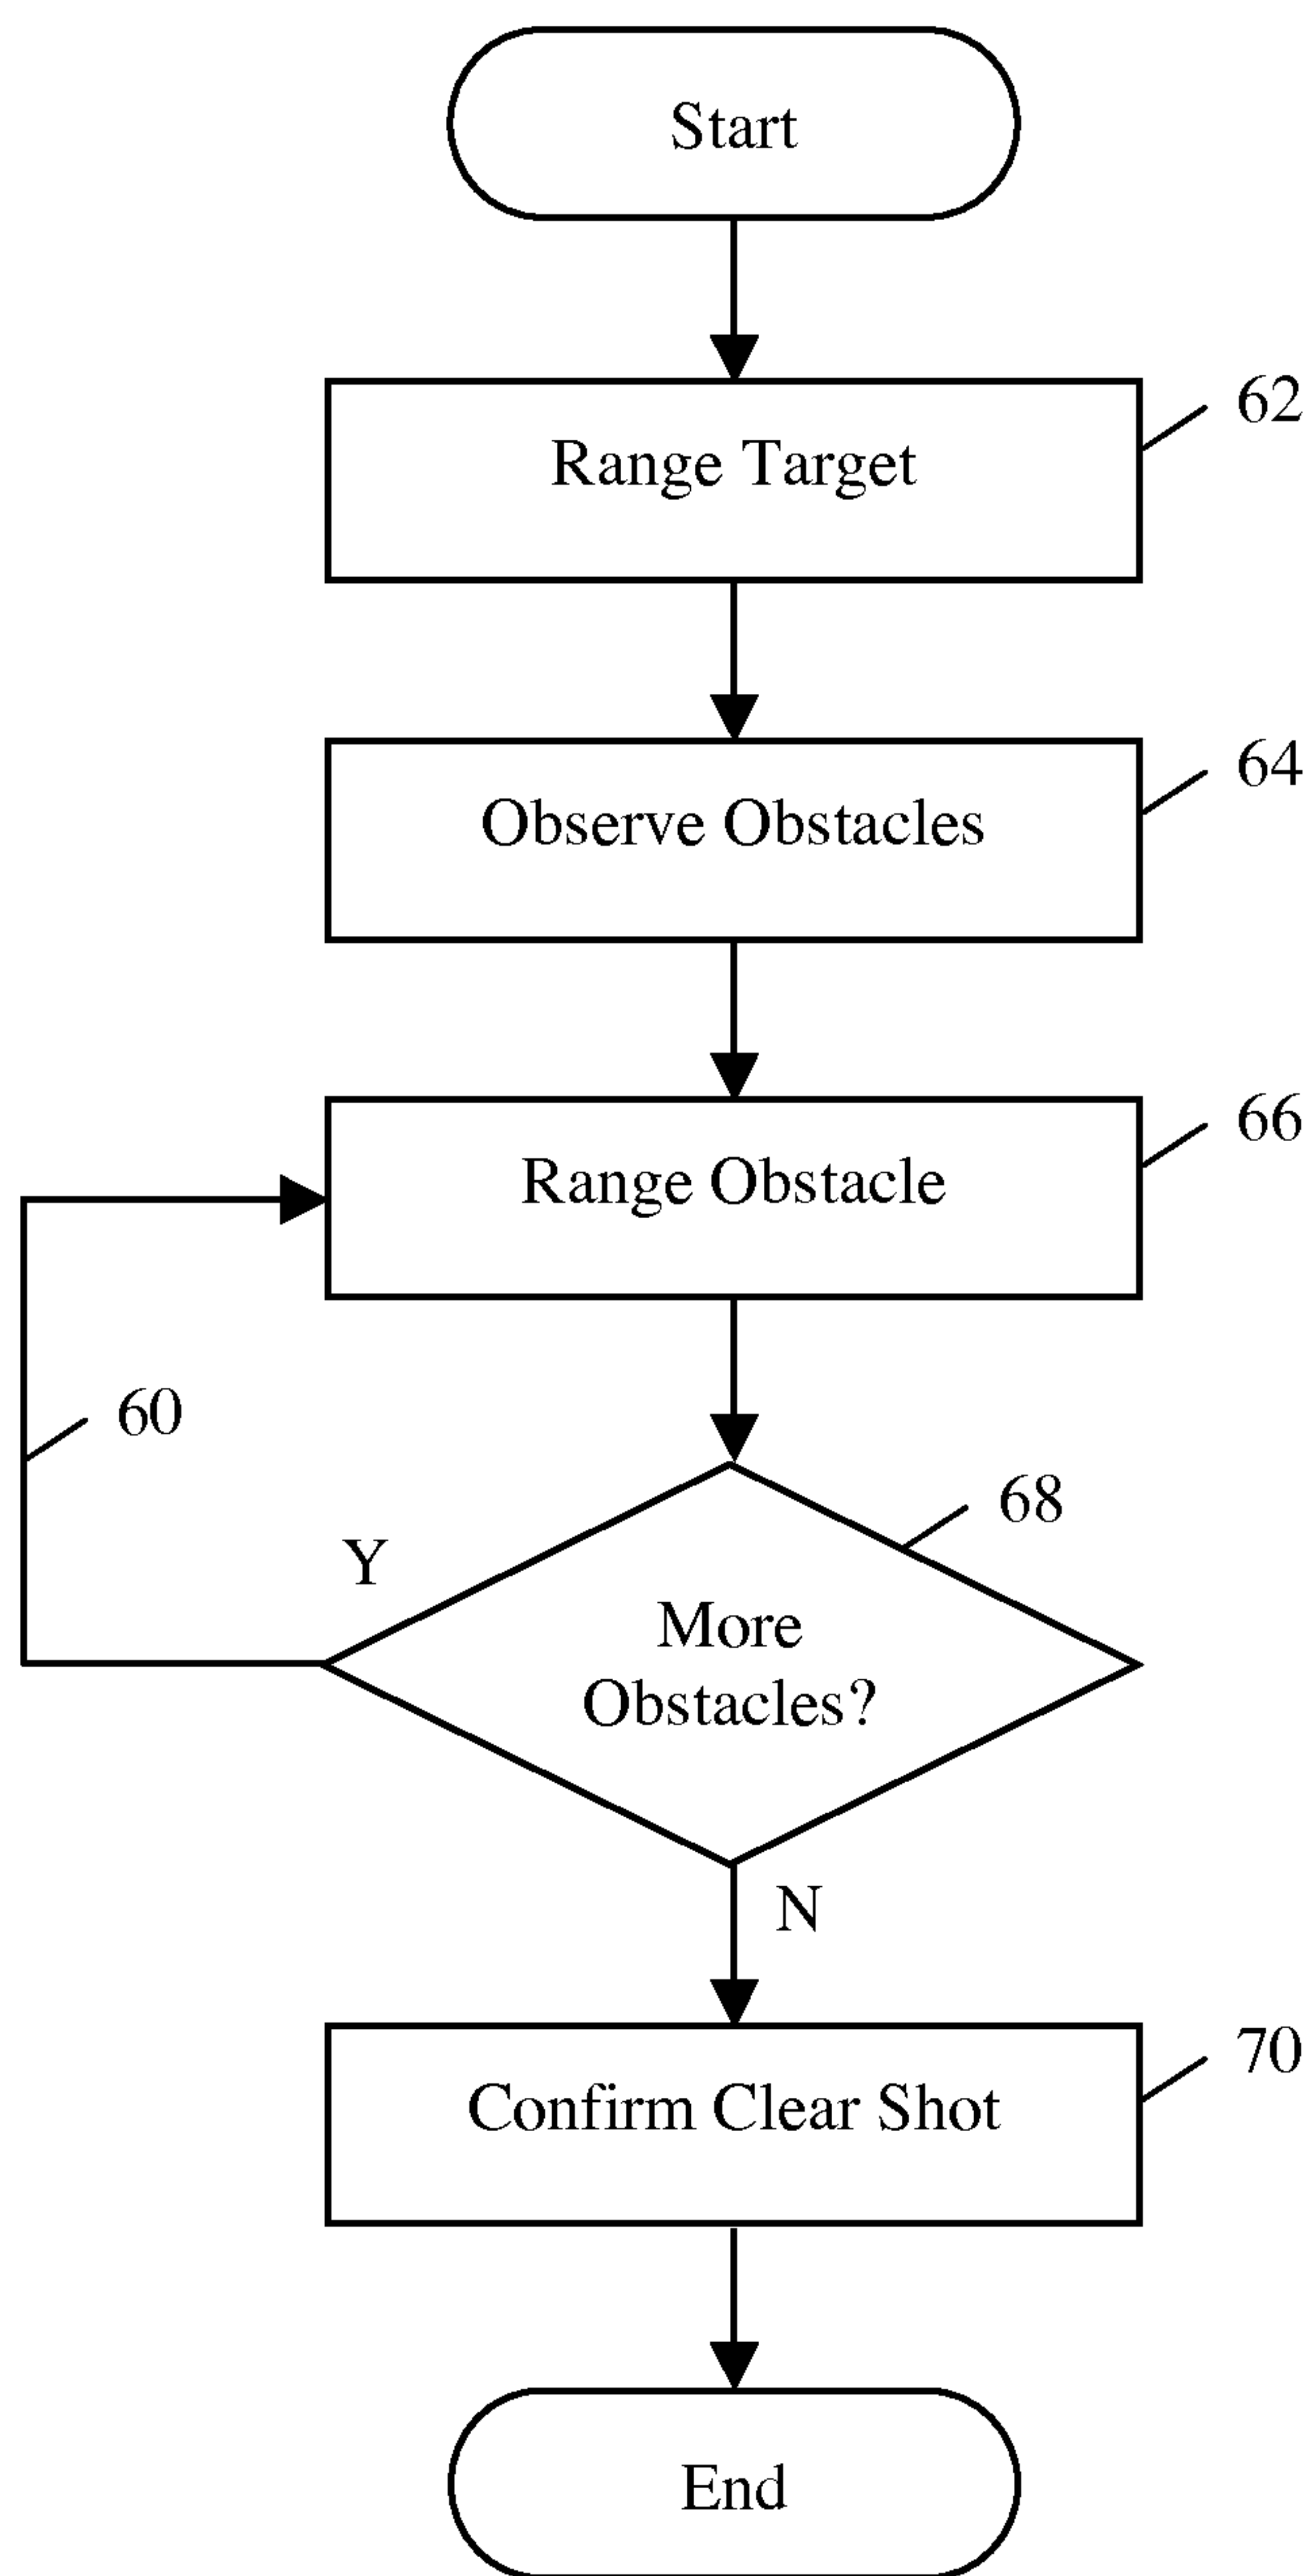 Start
62
Range Target
64
Observe Obstacles
66
Range Obstacle
60
68
Y
More
Obstacles?
N
70
Confirm Clear Shot
End